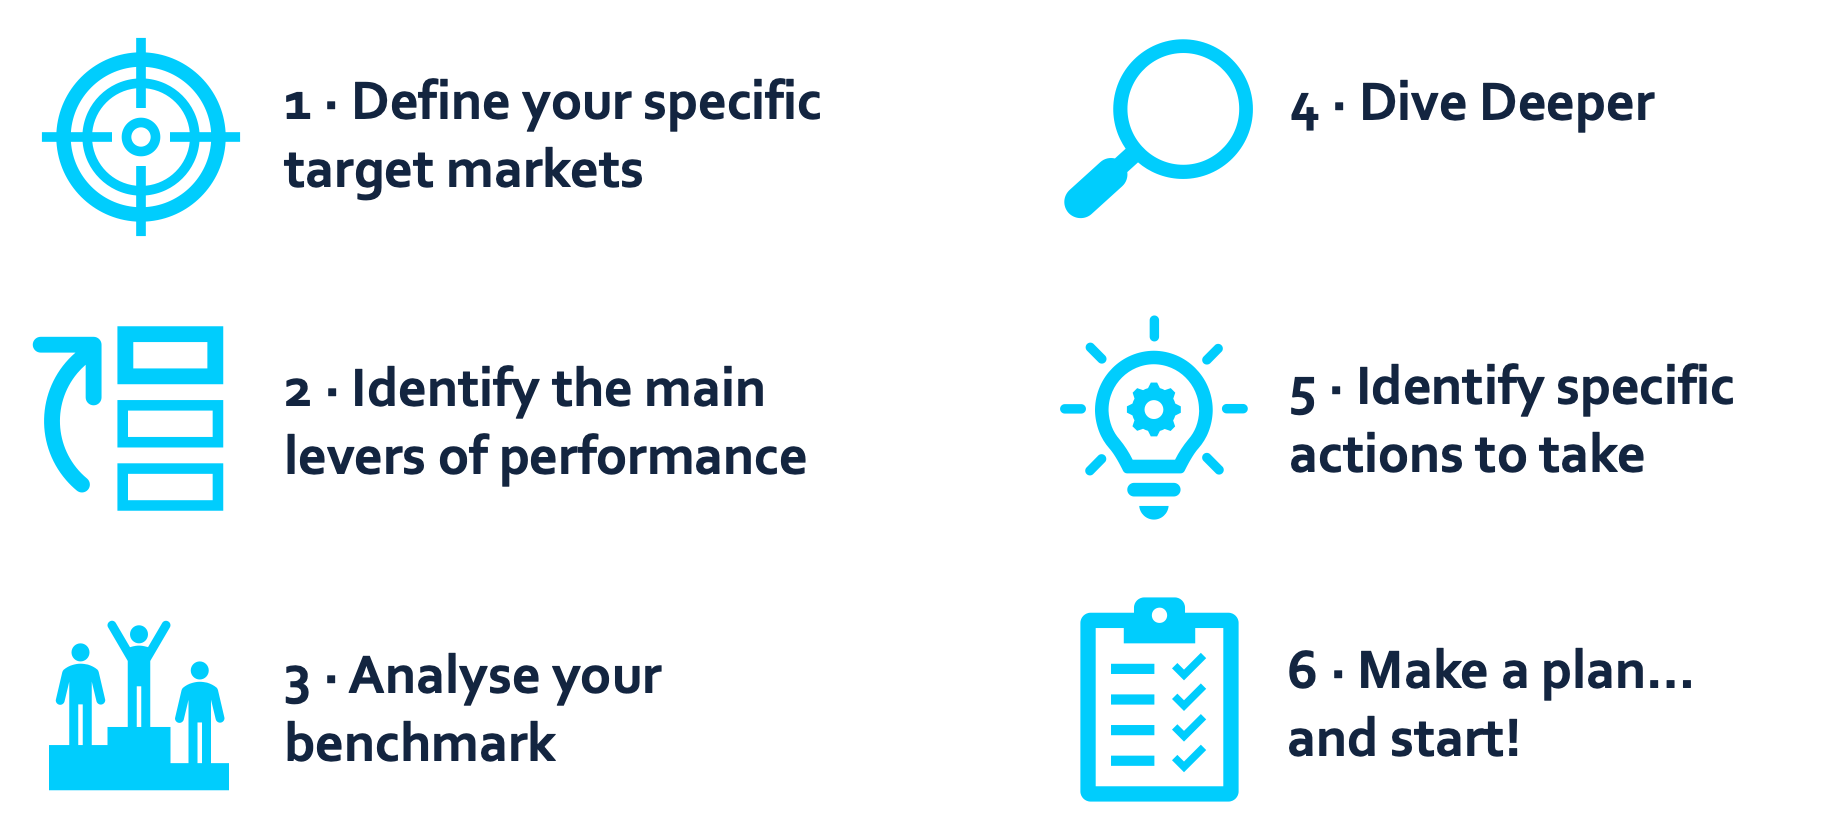 1 · Define your specific
target markets
2 · Identify the main
levers of performance
3 · Analyse your
benchmark
4 · Dive Deeper
5 · Identify specific
actions to take
6 · Make a plan...
and start!